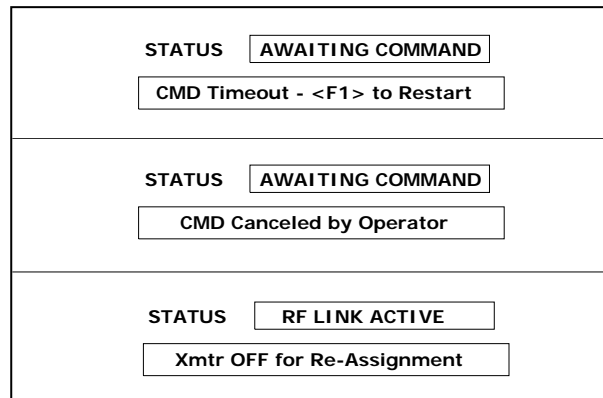 STATUS AWAITING COMMAND
CMD Timeout - <F1> to Restart
STATUS AWAITING COMMAND
CMD Canceled by Operator
STATUS RF LINK ACTIVE
Xmtr OFF for Re-Assignment